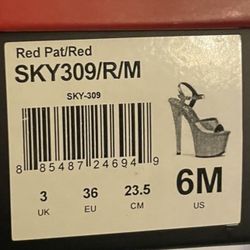 Red Pat/Red
SKY309/R/M
SKY-309
8 85487 24694 9
3 36 23.5 6M
UK EU CM US